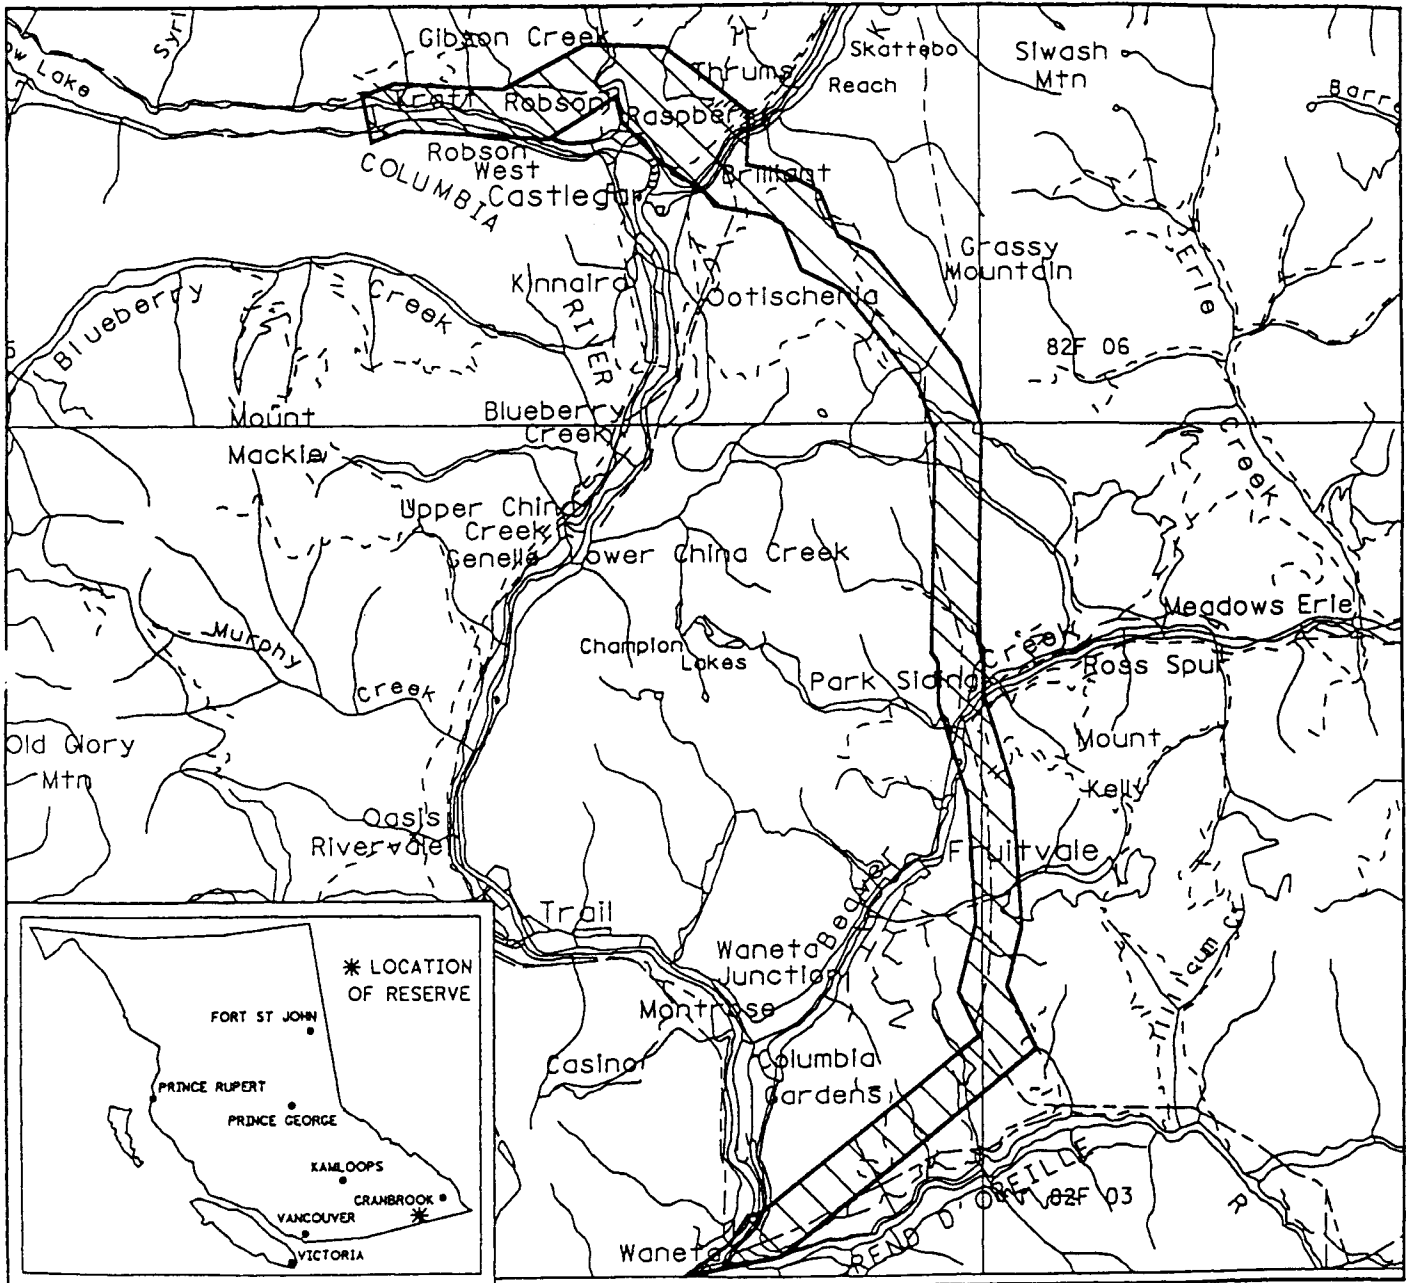 Syri
Gibson Creek
Skattebo
Reach
Siwash
Mtn
ow Lake
Thrums
Barre
Kraft
Robson
Raspberry
Robson
West
Brilliant
COLUMBIA
Castlegar
Grassy
Mountain
Erie
Kinnaird
Ootischenia
Blueberry
Creek
RIVER
82F 06
Mount
Mackie
Blueberry
Creek
Creek
Upper China
Creek
Genelle
Lower China Creek
Meadows
Erie
Murphy
Creek
Champion
Lakes
Creek
Ross Spur
Park Siding
Old Glory
Mtn
Mount
Kelly
Oasis
Rivervale
Fruitvale
Beaver
Trail
Waneta
Junction
Montrose
Casino
Columbia
Gardens
PEND D'OREILLE
R
82F 03
Waneta
LOCATION
OF RESERVE
FORT ST JOHN
PRINCE RUPERT
PRINCE GEORGE
KAMLOOPS
CRANBROOK
VANCOUVER
VICTORIA